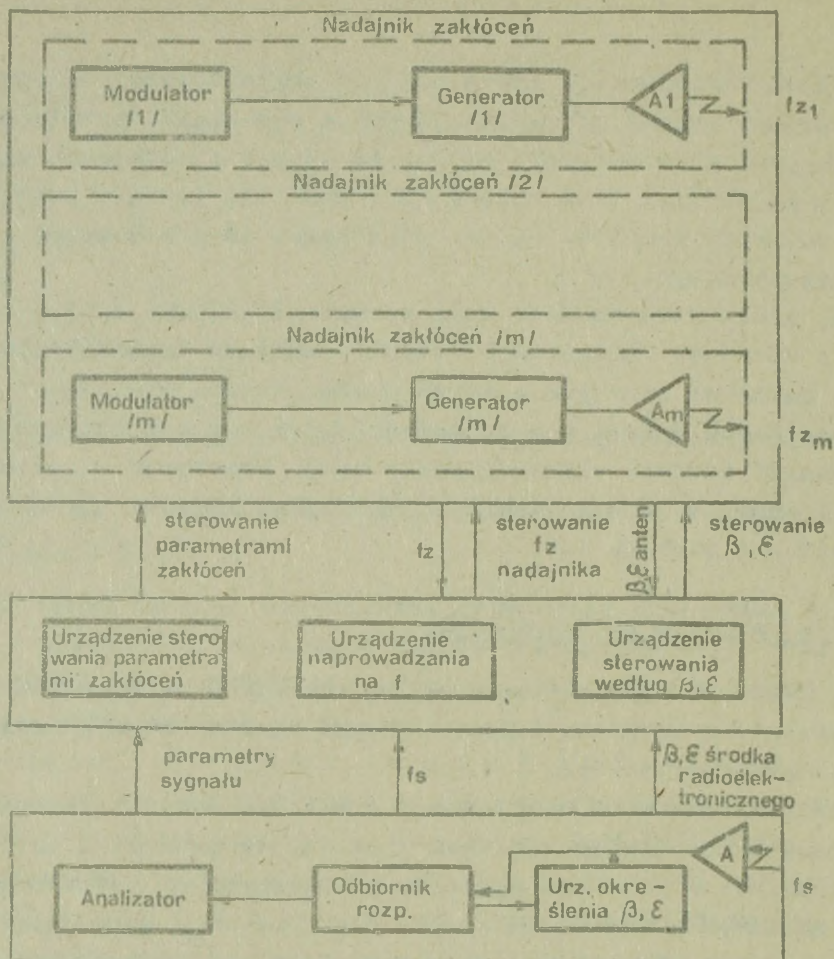 Nadajnik zakłóceń
Modulator
/1/
Generator
/1/
A1
fz1
Nadajnik zakłóceń /2/
Nadajnik zakłóceń /m/
Modulator
/m/
Generator
/m/
Am
fzm
sterowanie
parametrami
zakłóceń
fz
sterowanie
fz
nadajnika
β,ε anten
sterowanie
β, ε
Urządzenie stero-
wania parametra-
mi zakłóceń
Urządzenie
naprowadzania
na f
Urządzenie
sterowania
według β, ε
parametry
sygnału
fs
β,ε środka
radioélek-
tronicznego
Analizator
Odbiornik
rozp.
Urz. okre-
ślenia β, ε
A
fs